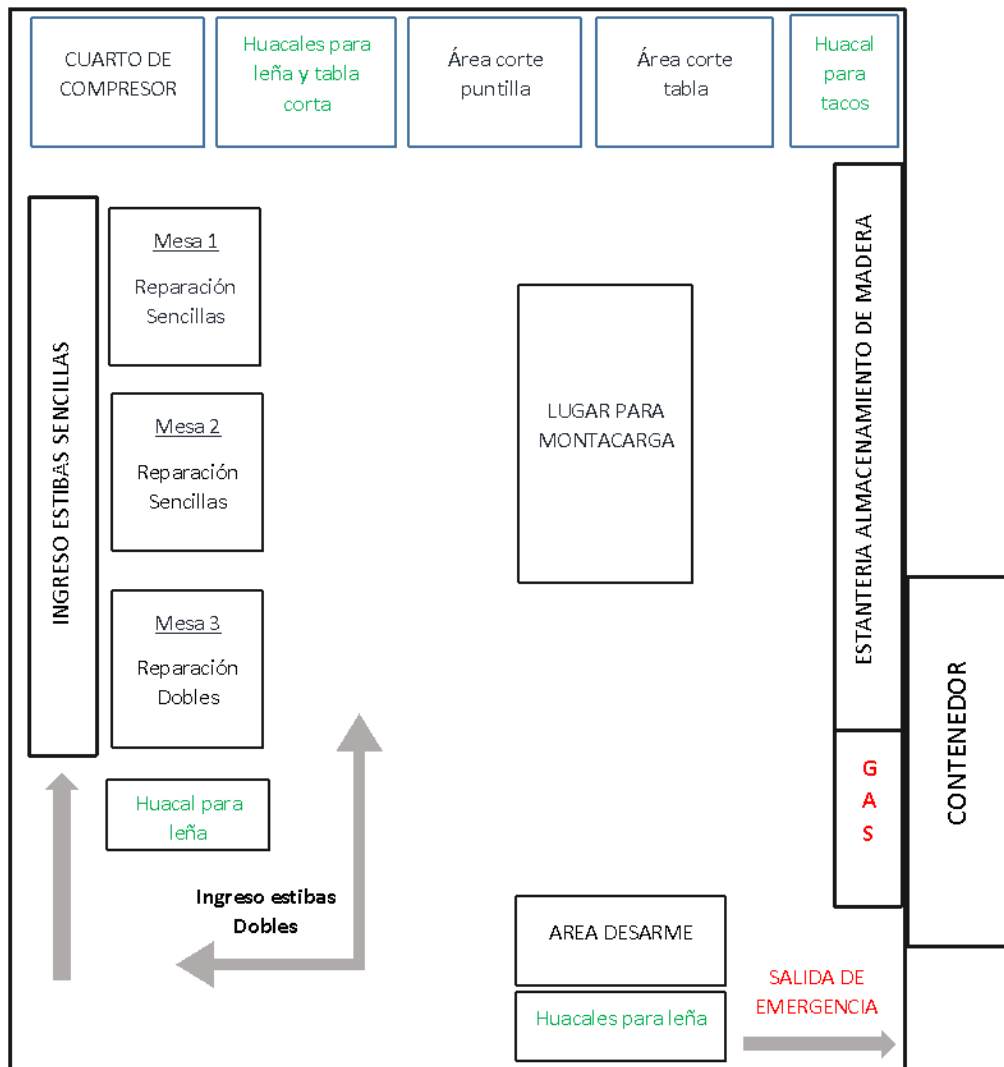 CUARTO DE
COMPRESOR
Huacales para
leña y tabla
corta
Área corte
puntilla
Área corte
tabla
Huacal
para
tacos
INGRESO ESTIBAS SENCILLAS
Mesa 1
Reparación
Sencillas
Mesa 2
Reparación
Sencillas
Mesa 3
Reparación
Dobles
Huacal para
leña
Ingreso estibas
Dobles
LUGAR PARA
MONTACARGA
ESTANTERIA ALMACENAMIENTO DE MADERA
G
A
S
CONTENEDOR
AREA DESARME
Huacales para leña
SALIDA DE
EMERGENCIA